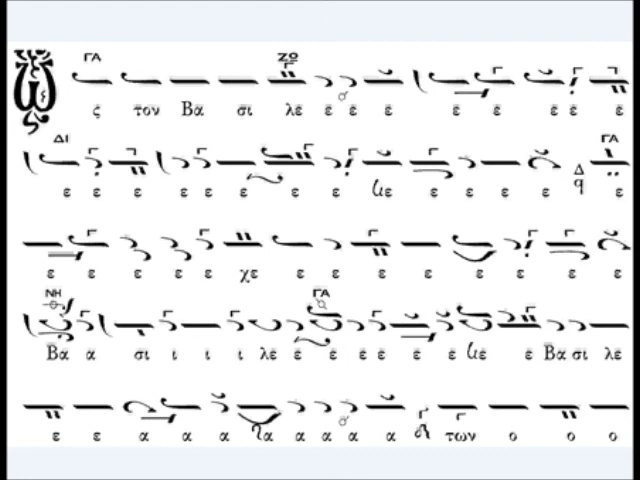 ΓΑ ΖΩ
Ω ς τον Βα σι λε ε ε ε ε ε ε ε ε
ΔΙ ΓΑ
ε ε ε ε ε ε ε ε ιε ε ε ε ε Δ q ε
ε ε ε ε ε χε ε ε ε ε ε ε ε ε
ΝΗ ΓΑ
Βα α σι ι ι ι λε ε ε ε ε ε ε ιε ε Βα σι λε
ε ε α α α γα α α α α των ο ο ο